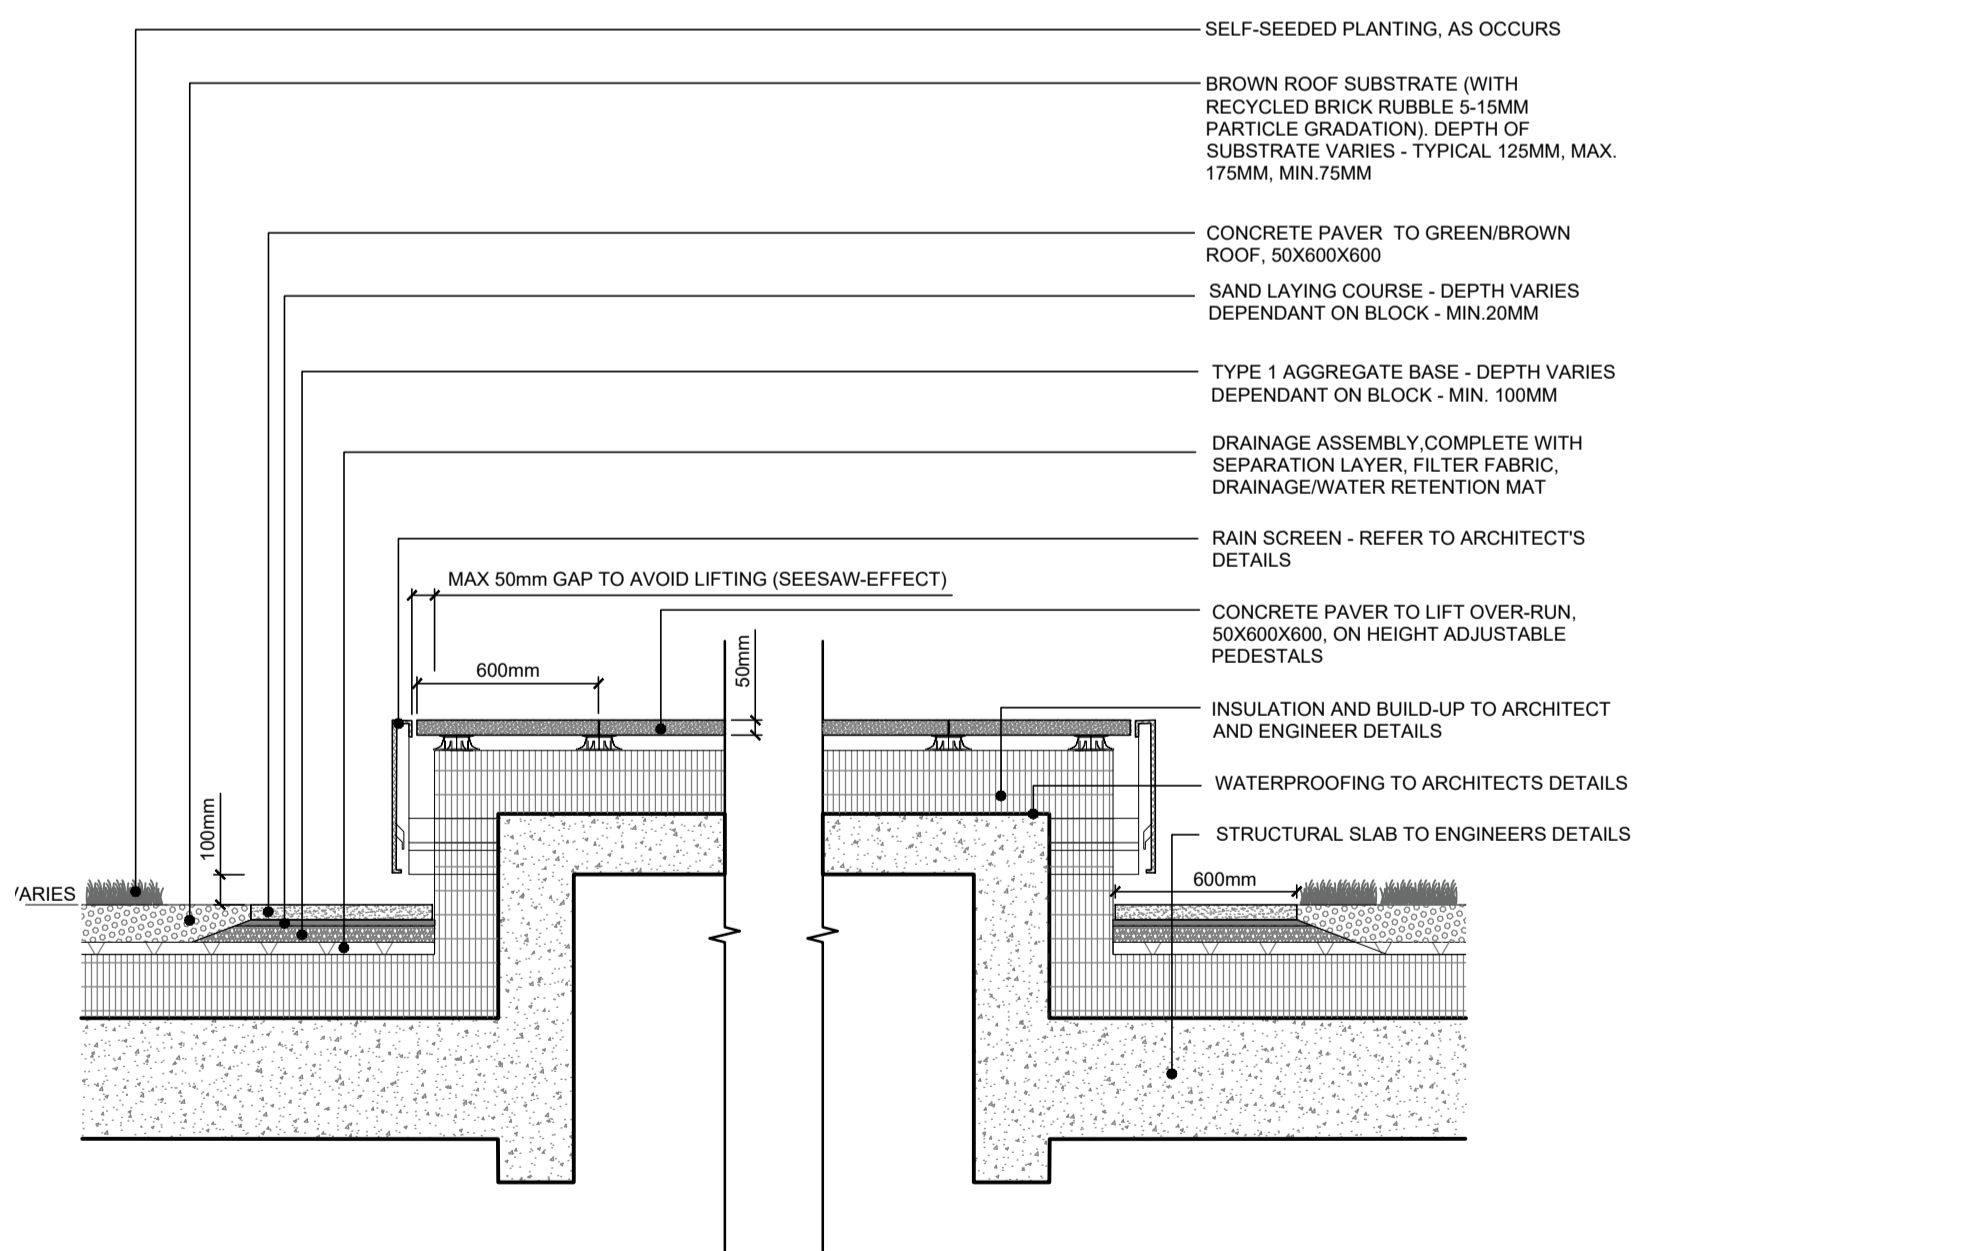 SELF-SEEDED PLANTING, AS OCCURS
BROWN ROOF SUBSTRATE (WITH
RECYCLED BRICK RUBBLE 5-15MM
PARTICLE GRADATION). DEPTH OF
SUBSTRATE VARIES - TYPICAL 125MM, MAX.
175MM, MIN.75MM
CONCRETE PAVER TO GREEN/BROWN
ROOF, 50X600X600
SAND LAYING COURSE - DEPTH VARIES
DEPENDANT ON BLOCK - MIN.20MM
TYPE 1 AGGREGATE BASE - DEPTH VARIES
DEPENDANT ON BLOCK - MIN. 100MM
DRAINAGE ASSEMBLY,COMPLETE WITH
SEPARATION LAYER, FILTER FABRIC,
DRAINAGE/WATER RETENTION MAT
RAIN SCREEN - REFER TO ARCHITECT'S
DETAILS
MAX 50mm GAP TO AVOID LIFTING (SEESAW-EFFECT)
CONCRETE PAVER TO LIFT OVER-RUN,
50X600X600, ON HEIGHT ADJUSTABLE
PEDESTALS
600mm
50mm
INSULATION AND BUILD-UP TO ARCHITECT
AND ENGINEER DETAILS
WATERPROOFING TO ARCHITECTS DETAILS
STRUCTURAL SLAB TO ENGINEERS DETAILS
100mm
600mm